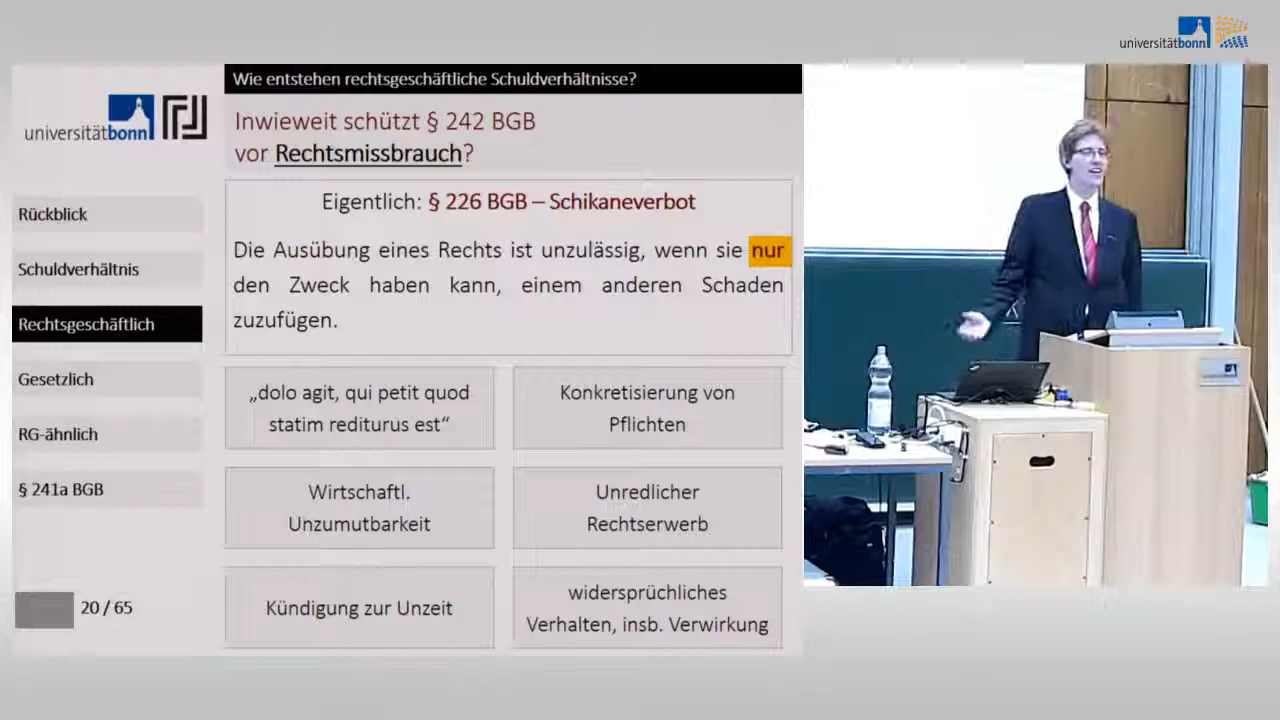 universitätbonn
Wie entstehen rechtsgeschäftliche Schuldverhältnisse?
universitätbonn
Inwieweit schützt § 242 BGB
vor Rechtsmissbrauch?
Rückblick
Schuldverhältnis
Rechtsgeschäftlich
Gesetzlich
RG-ähnlich
§ 241a BGB
20 / 65
Eigentlich: § 226 BGB – Schikaneverbot
Die Ausübung eines Rechts ist unzulässig, wenn sie nur
den Zweck haben kann, einem anderen Schaden
zuzufügen.
„dolo agit, qui petit quod
statim rediturus est“
Konkretisierung von
Pflichten
Wirtschaftl.
Unzumutbarkeit
Unredlicher
Rechtserwerb
Kündigung zur Unzeit
widersprüchliches
Verhalten, insb. Verwirkung